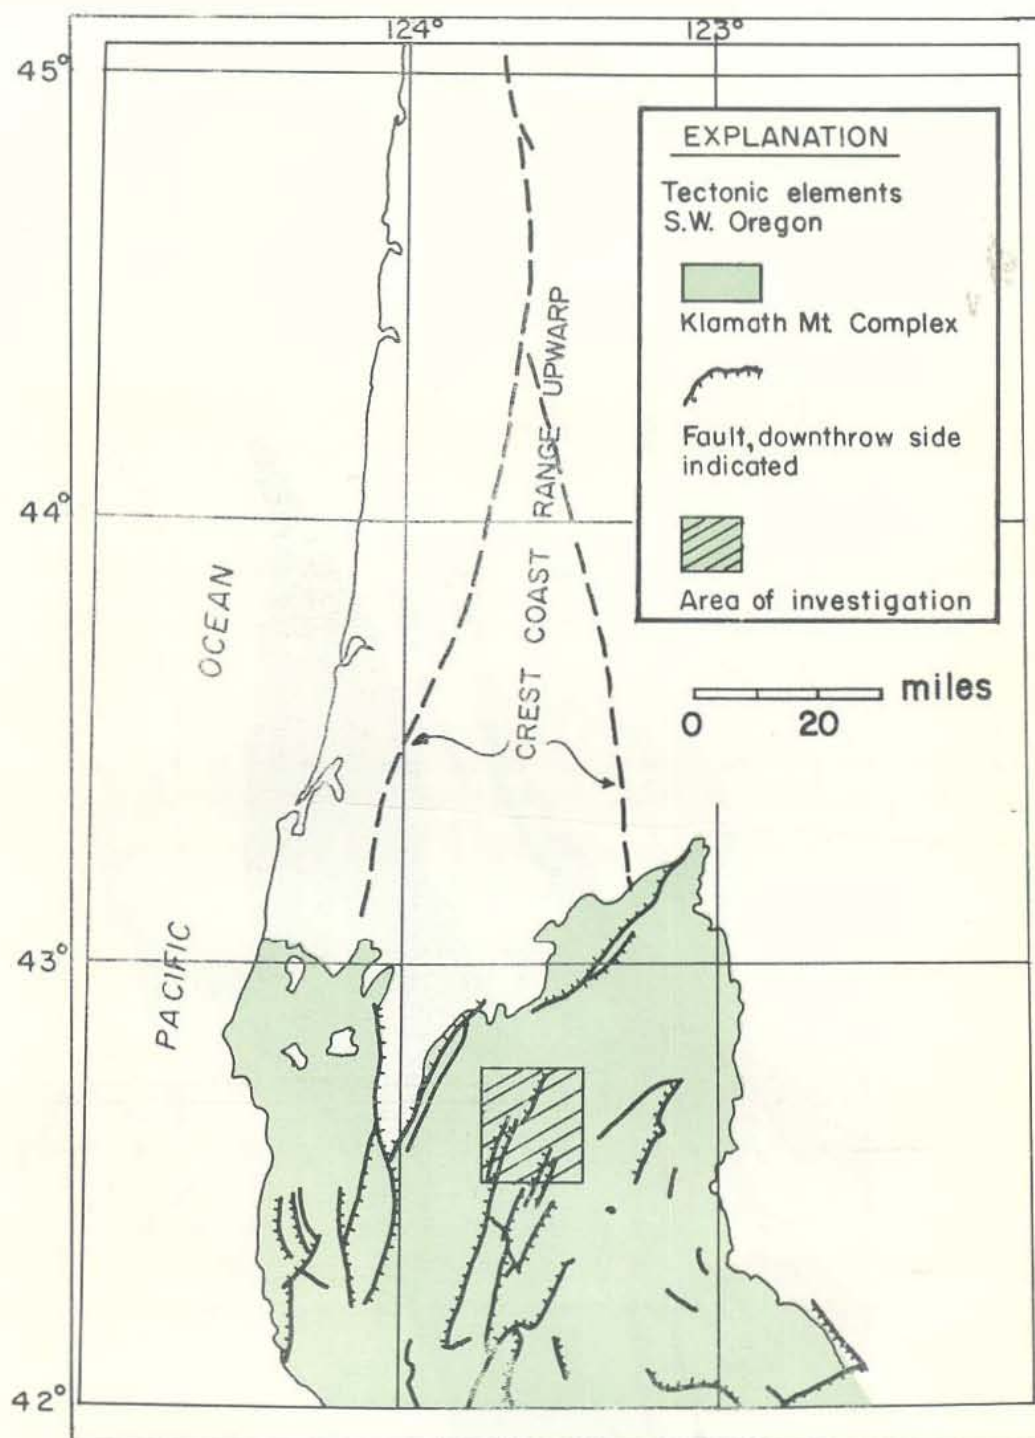 124° 123°
45°
EXPLANATION
Tectonic elements
S.W. Oregon
Klamath Mt. Complex
Fault, downthrow side
indicated
Area of investigation
miles
0 20
44°
43°
42°
OCEAN
PACIFIC
CREST COAST RANGE UPWARP